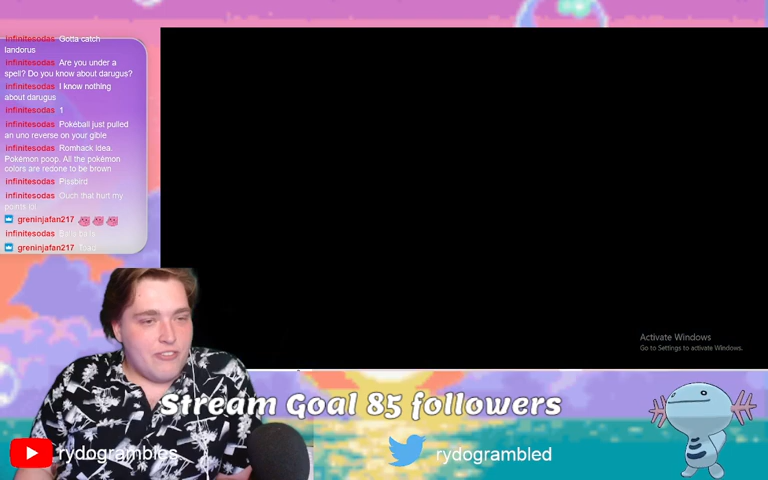 infinitesodas Gotta catch
landorus
infinitesodas Are you under a
spell? Do you know about darugus?
infinitesodas I know nothing
about darugus
infinitesodas 1
infinitesodas Pokéball just pulled
an uno reverse on your gible
infinitesodas Romhack Idea.
Pokémon poop. All the pokémon
colors are redone to be brown
infinitesodas Pissbird
infinitesodas Ouch that hurt my
points lol
greninjafan217
infinitesodas
greninjafan217
Activate Windows
Go to Settings to activate Windows.
Stream Goal 85 followers
rydogrambles
rydogrambled